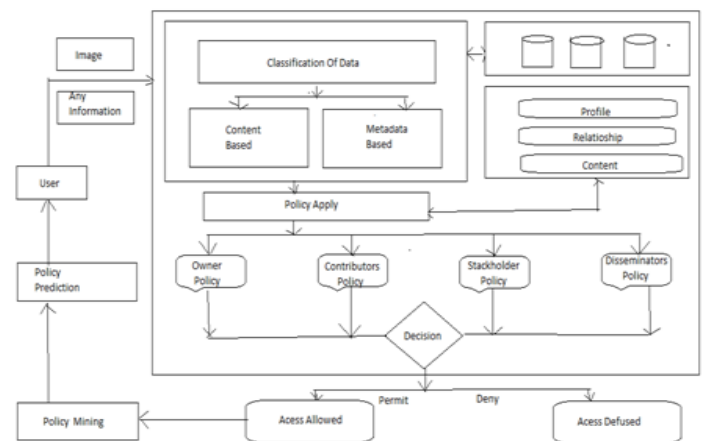 Image
Any
Information
User
Policy
Prediction
Policy Mining
Classification Of Data
Content
Based
Metadata
Based
Profile
Relatioship
Content
Policy Apply
Owner
Policy
Contributors
Policy
Stackholder
Policy
Disseminators
Policy
Decision
Permit
Deny
Acess Allowed
Acess Defused